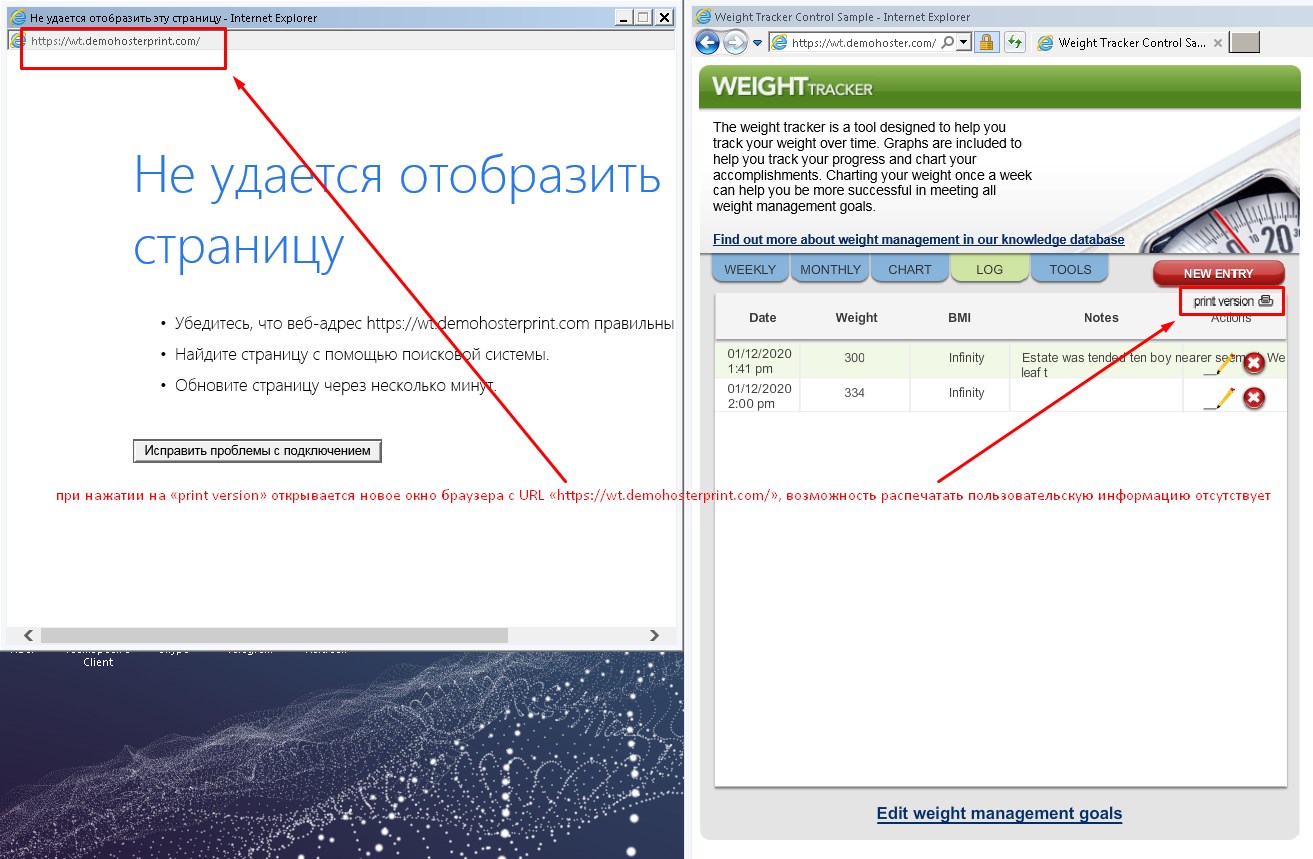 Не удается отобразить эту страницу - Internet Explorer
https://wt.demohosterprint.com/
Не удается отобразить
страницу
• Убедитесь, что веб-адрес https://wt.demohosterprint.com правильны
• Найдите страницу с помощью поисковой системы.
• Обновите страницу через несколько минут.
Исправить проблемы с подключением
при нажатии на «print version» открывается новое окно браузера с URL «https://wt.demohosterprint.com/», возможность распечатать пользовательскую информацию отсутствует
Client
Weight Tracker Control Sample - Internet Explorer
https://wt.demohoster.com/
Weight Tracker Control Sa...
WEIGHT TRACKER
The weight tracker is a tool designed to help you
track your weight over time. Graphs are included to
help you track your progress and chart your
accomplishments. Charting your weight once a week
can help you be more successful in meeting all
weight management goals.
Find out more about weight management in our knowledge database
20
WEEKLY MONTHLY CHART LOG TOOLS
NEW ENTRY
print version
Date Weight BMI Notes Actions
01/12/2020 300 Infinity Estate was tended ten boy nearer We
1:41 pm leaf t
01/12/2020 334 Infinity
2:00 pm
Edit weight management goals